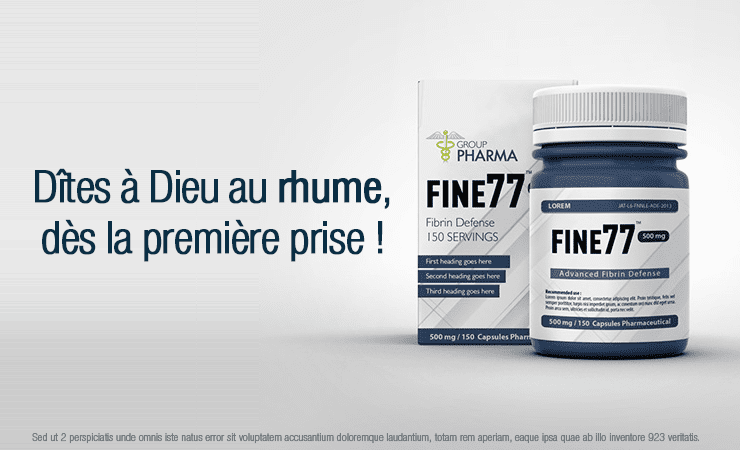 Dîtes à Dieu au rhume,
dès la première prise !
GROUP
PHARMA
FINE77™
Fibrin Defense
150 SERVINGS
First heading goes here
Second heading goes here
Third heading goes here
500 mg / 150 Capsules Pharm
LOREM
FINE77™ 500 mg
Advanced Fibrin Defense
Recommended use :
500 mg / 150 Capsules Pharmaceutical
Sed ut 2 perspiciatis unde omnis iste natus error sit voluptatem accusantium doloremque laudantium, totam rem aperiam, eaque ipsa quae ab illo inventore 923 veritatis.